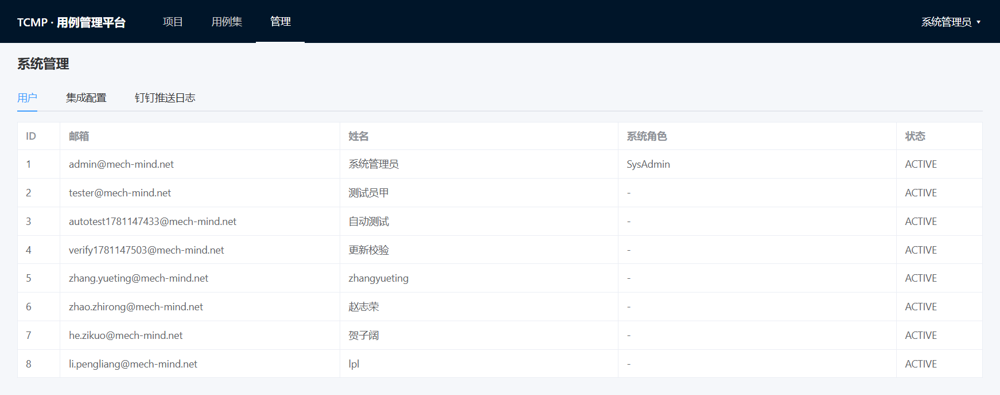 TCMP · 用例管理平台 项目 用例集 管理 系统管理员
系统管理
用户 集成配置 钉钉推送日志
ID 邮箱 姓名 系统角色 状态
1 admin@mech-mind.net 系统管理员 SysAdmin ACTIVE
2 tester@mech-mind.net 测试员甲 - ACTIVE
3 autotest1781147433@mech-mind.net 自动测试 - ACTIVE
4 verify1781147503@mech-mind.net 更新校验 - ACTIVE
5 zhang.yueting@mech-mind.net zhangyueting - ACTIVE
6 zhao.zhirong@mech-mind.net 赵志荣 - ACTIVE
7 he.zikuo@mech-mind.net 贺子阔 - ACTIVE
8 li.pengliang@mech-mind.net lpl - ACTIVE